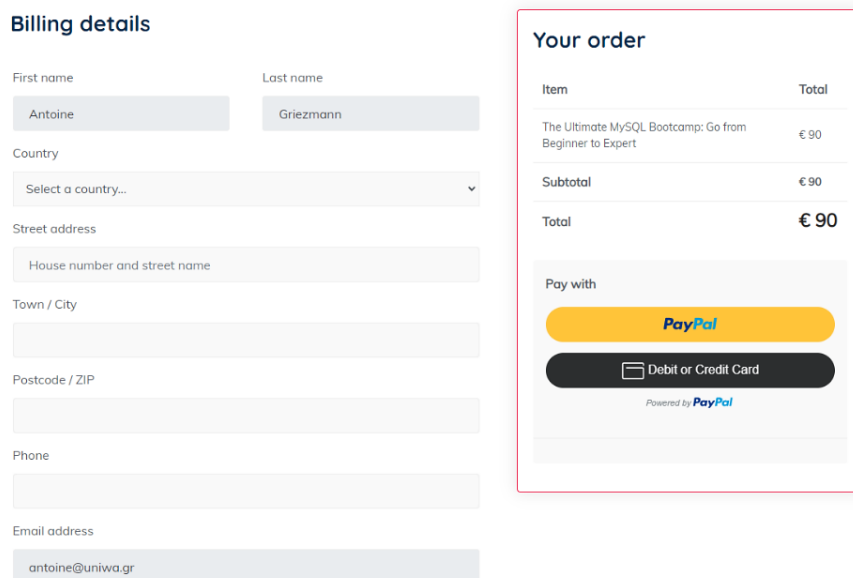 Billing details
First name
Last name
Antoine
Griezmann
Country
Select a country...
Street address
House number and street name
Town / City
Postcode / ZIP
Phone
Email address
antoine@uniwa.gr
Your order
Item Total
The Ultimate MySQL Bootcamp: Go from
Beginner to Expert
€ 90
Subtotal € 90
Total € 90
Pay with
PayPal
Debit or Credit Card
Powered by PayPal